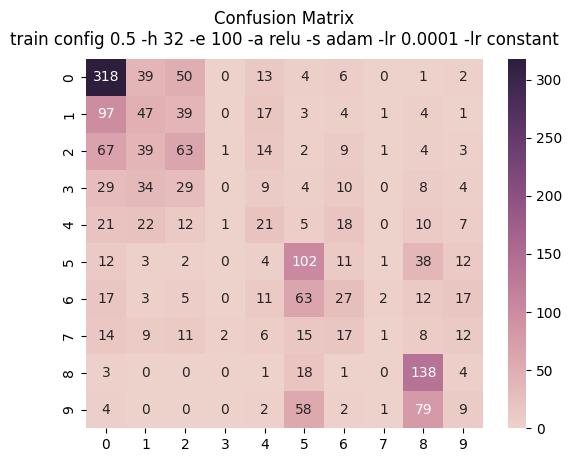 Confusion Matrix
train config 0.5 -h 32 -e 100 -a relu -s adam -lr 0.0001 -lr constant
0 318 39 50 0 13 4 6 0 1 2
1 97 47 39 0 17 3 4 1 4 1
2 67 39 63 1 14 2 9 1 4 3
3 29 34 29 0 9 4 10 0 8 4
4 21 22 12 1 21 5 18 0 10 7
5 12 3 2 0 4 102 11 1 38 12
6 17 3 5 0 11 63 27 2 12 17
7 14 9 11 2 6 15 17 1 8 12
8 3 0 0 0 1 18 1 0 138 4
9 4 0 0 0 2 58 2 1 79 9
0 1 2 3 4 5 6 7 8 9
300
250
200
150
100
50
0